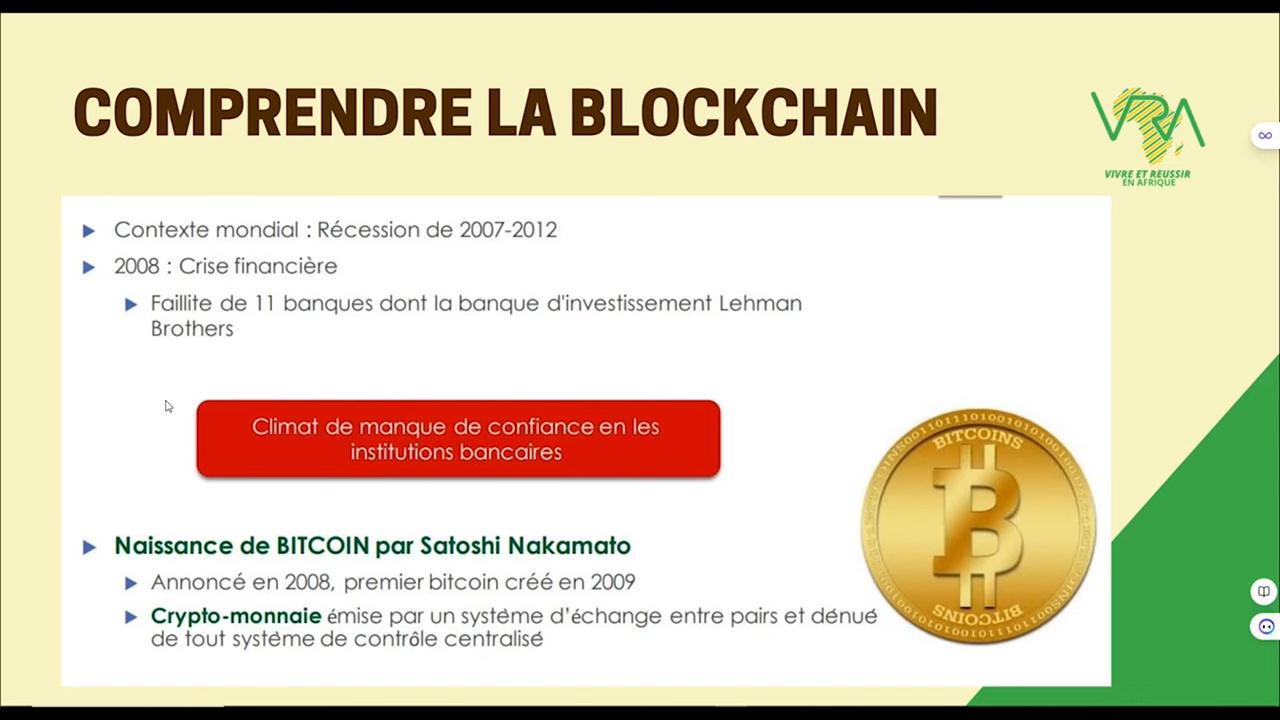 COMPRENDRE LA BLOCKCHAIN
VRA
VIVRE ET REUSSIR
EN AFRIQUE
Contexte mondial : Récession de 2007-2012
2008 : Crise financière
Faillite de 11 banques dont la banque d'investissement Lehman
Brothers
Climat de manque de confiance en les
institutions bancaires
BITCOINS
B
BITCOINS
Naissance de BITCOIN par Satoshi Nakamato
Annoncé en 2008, premier bitcoin créé en 2009
Crypto-monnaie émise par un système d'échange entre pairs et dénué
de tout système de contrôle centralisé